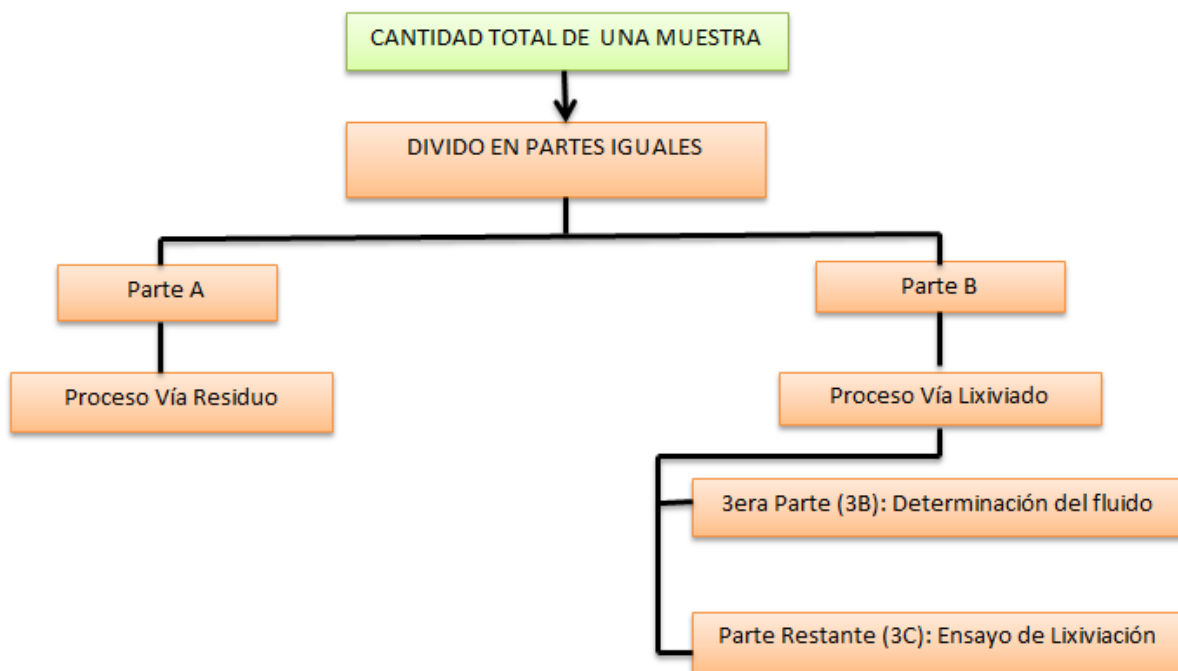 CANTIDAD TOTAL DE UNA MUESTRA
DIVIDO EN PARTES IGUALES
Parte A
Parte B
Proceso Vía Residuo
Proceso Vía Lixiviado
3era Parte (3B): Determinación del fluido
Parte Restante (3C): Ensayo de Lixiviación